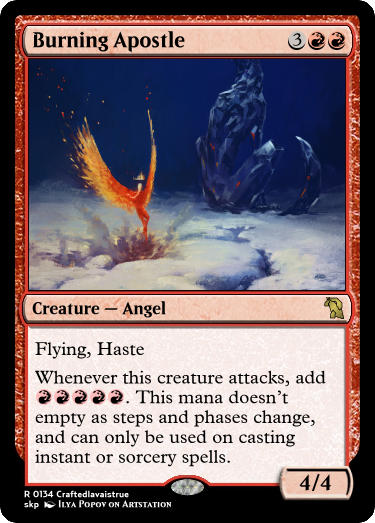 Burning Apostle 3
Creature — Angel
Flying, Haste
Whenever this creature attacks, add
. This mana doesn't
empty as steps and phases change,
and can only be used on casting
instant or sorcery spells.
4/4
R 0134 Craftedlavaistrue
skp Ilya Popov on Artstation